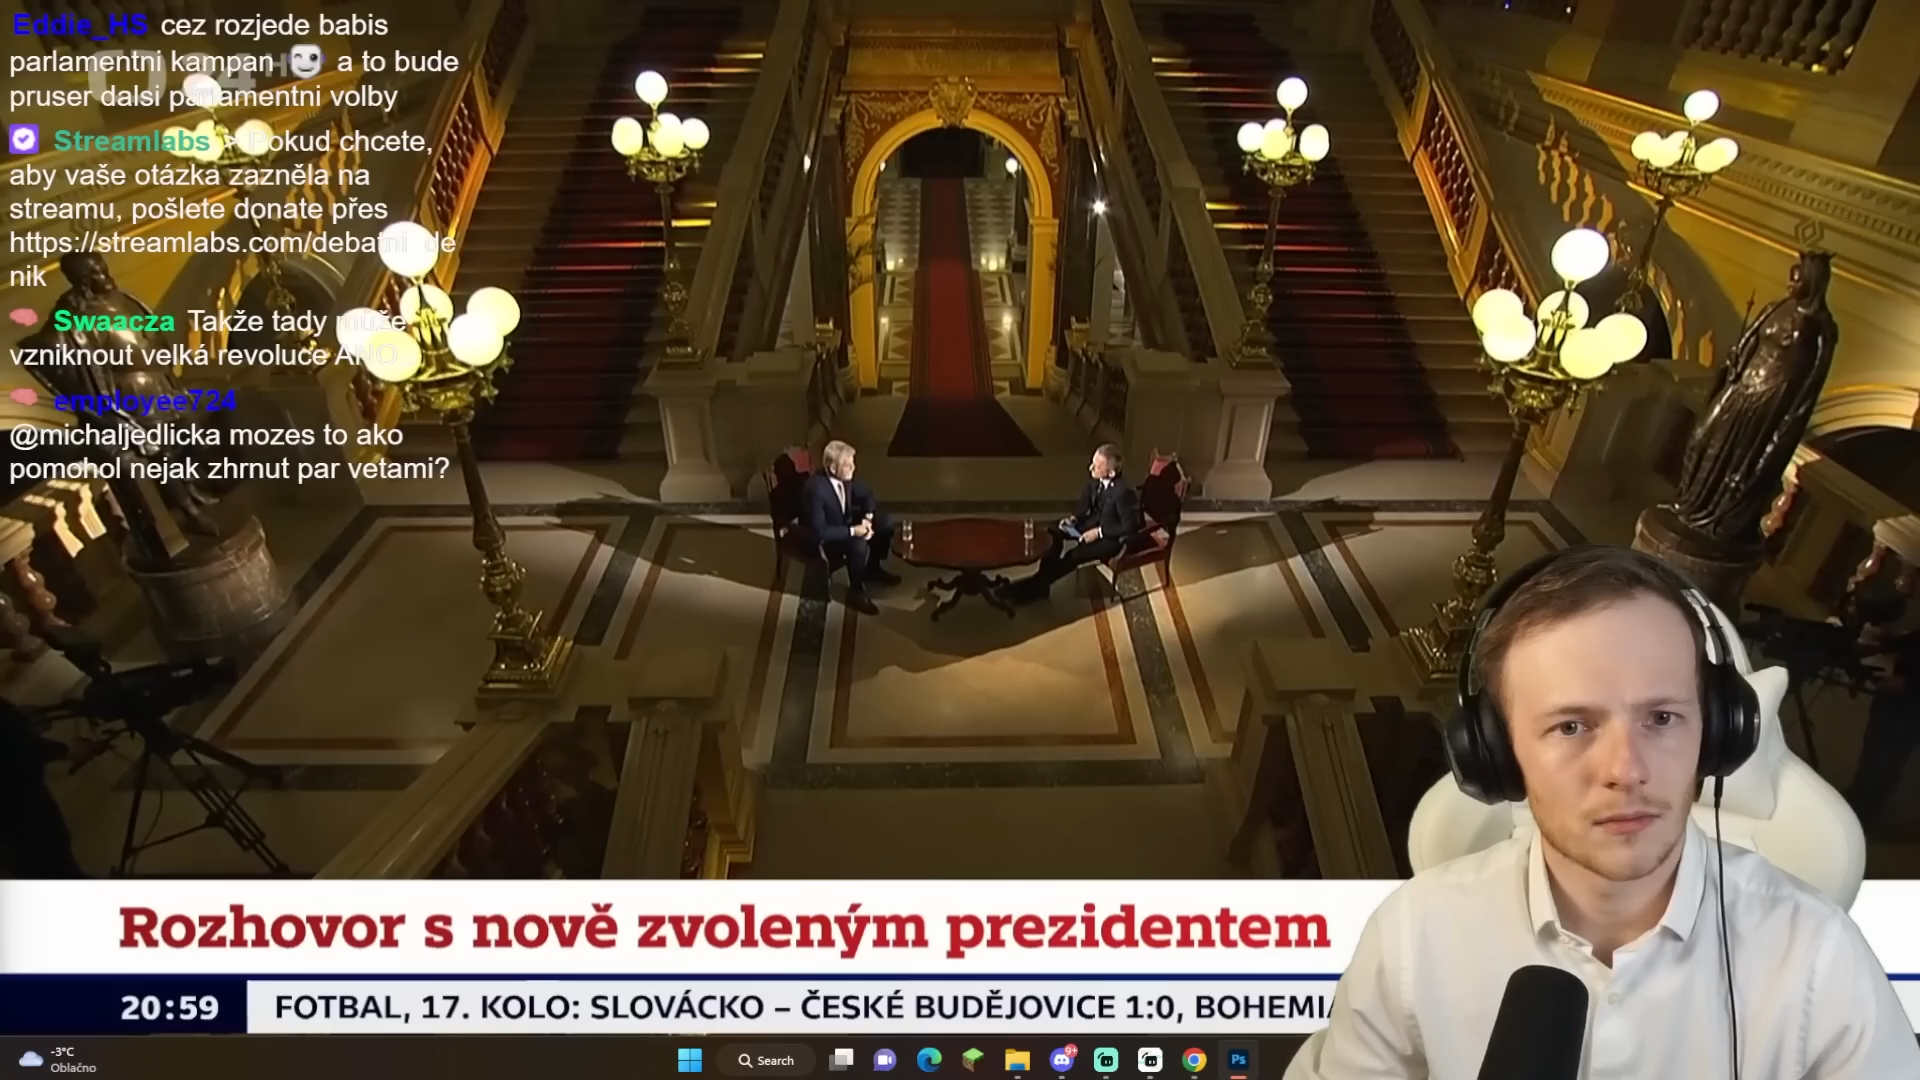 Eddie_HS cez rozjede babis
parlamentni kampan a to bude
pruser dalsi parlamentni volby
Streamlabs > Pokud chcete,
aby vaše otázka zazněla na
streamu, pošlete donate přes
https://streamlabs.com/debatni_de
nik
Swaacza Takže tady může
vzniknout velká revoluce ANO...
employee724
@michaljedlicka mozes to ako
pomohol nejak zhrnut par vetami?
Rozhovor s nově zvoleným prezidentem
20:59 FOTBAL, 17. KOLO: SLOVÁCKO – ČESKÉ BUDĚJOVICE 1:0,
-3°C
Oblačno
Search
9+
Ps